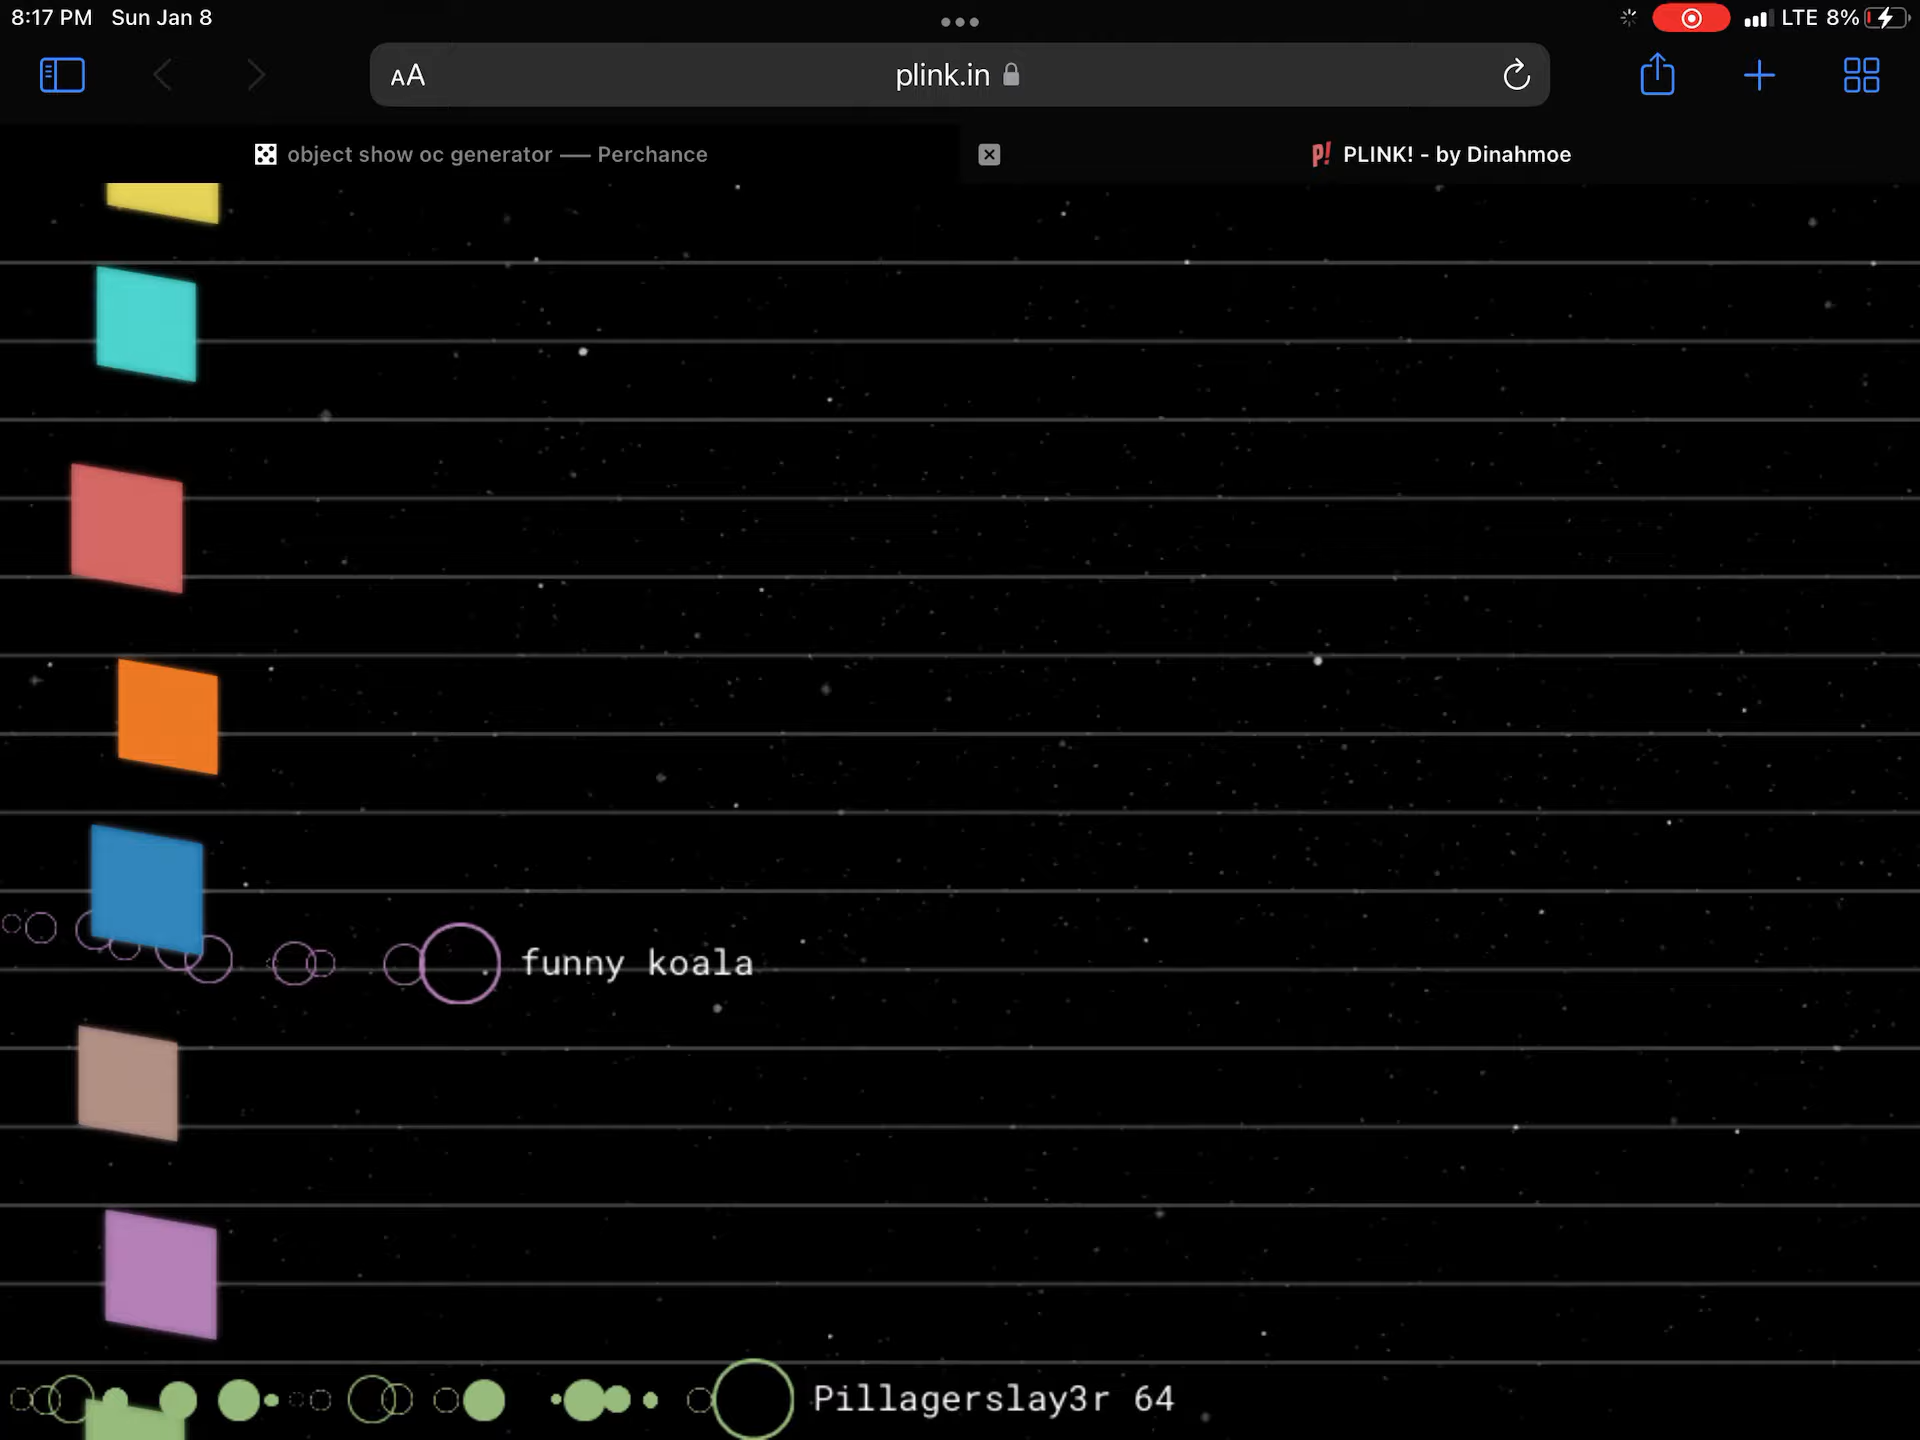 8:17 PM Sun Jan 8
LTE 8%
AA
plink.in
object show oc generator — Perchance
p! PLINK! - by Dinahmoe
funny koala
Pillagerslay3r 64